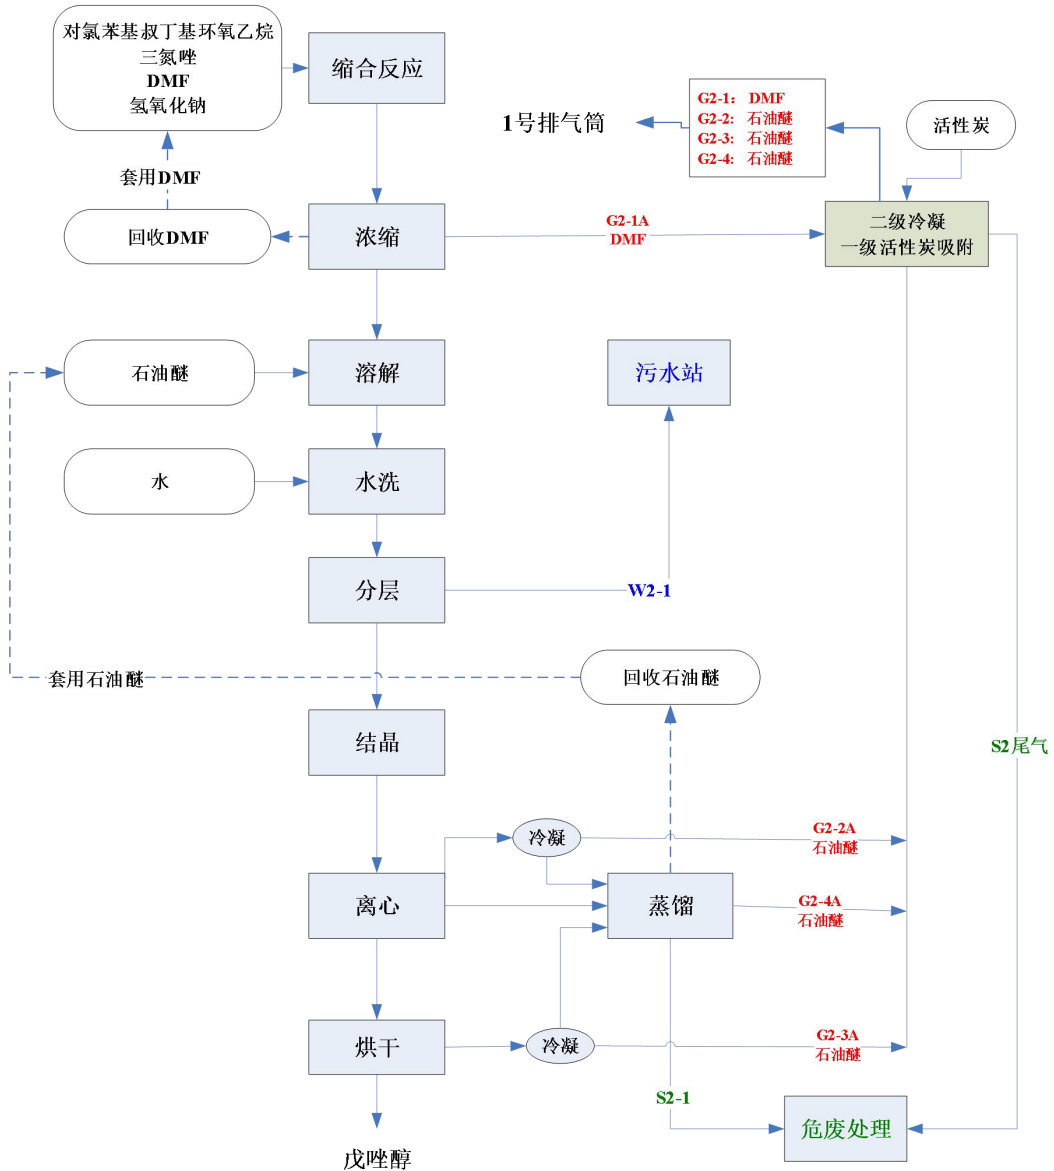 对氯苯基叔丁基环氧乙烷
三氮唑
DMF
氢氧化钠
缩合反应
G2-1: DMF
G2-2: 石油醚
G2-3: 石油醚
G2-4: 石油醚
1号排气筒
活性炭
套用DMF
回收DMF
浓缩
G2-1A
DMF
二级冷凝
一级活性炭吸附
石油醚
溶解
污水站
水
水洗
分层
W2-1
套用石油醚
回收石油醚
结晶
S2尾气
冷凝
G2-2A
石油醚
离心
蒸馏
G2-4A
石油醚
烘干
冷凝
G2-3A
石油醚
S2-1
危废处理
戊唑醇